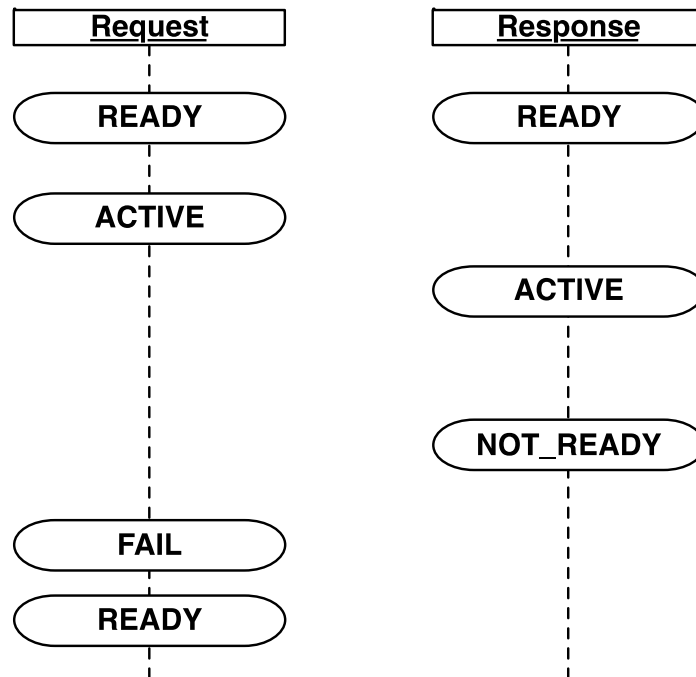 Request
Response
READY
READY
ACTIVE
ACTIVE
NOT_READY
FAIL
READY